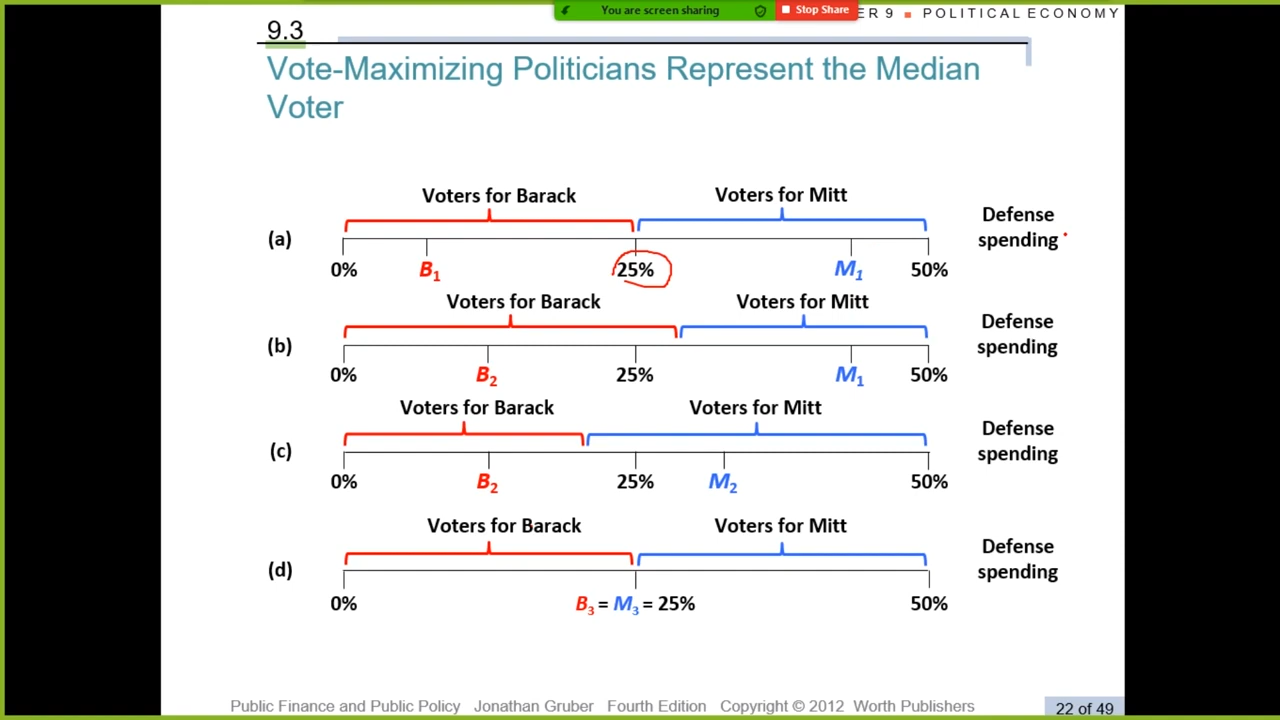 You are screen sharing
Stop Share
ER 9 ■ POLITICAL ECONOMY
9.3
Vote-Maximizing Politicians Represent the Median
Voter
Voters for Barack
Voters for Mitt
Defense
spending
(a)
0%
B1
25%
M1
50%
Voters for Barack
Voters for Mitt
Defense
spending
(b)
0%
B2
25%
M1
50%
Voters for Barack
Voters for Mitt
Defense
spending
(c)
0%
B2
25%
M2
50%
Voters for Barack
Voters for Mitt
Defense
spending
(d)
0%
B3 = M3 = 25%
50%
Public Finance and Public Policy Jonathan Gruber Fourth Edition Copyright © 2012 Worth Publishers
22 of 49